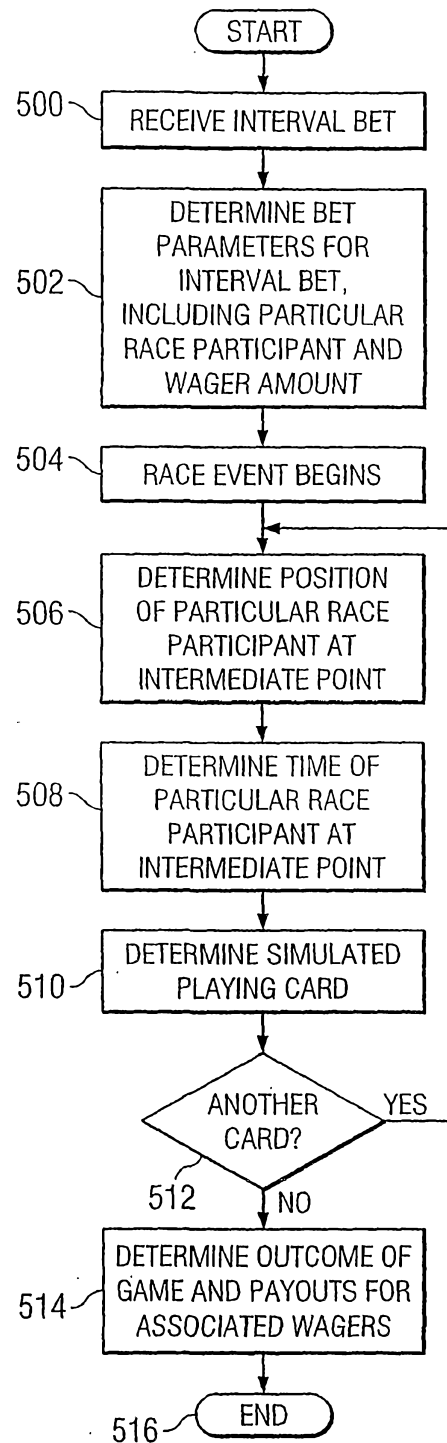 START
500
RECEIVE INTERVAL BET
502
DETERMINE BET
PARAMETERS FOR
INTERVAL BET,
INCLUDING PARTICULAR
RACE PARTICIPANT AND
WAGER AMOUNT
504
RACE EVENT BEGINS
506
DETERMINE POSITION
OF PARTICULAR RACE
PARTICIPANT AT
INTERMEDIATE POINT
508
DETERMINE TIME OF
PARTICULAR RACE
PARTICIPANT AT
INTERMEDIATE POINT
510
DETERMINE SIMULATED
PLAYING CARD
ANOTHER
CARD?
YES
512
NO
514
DETERMINE OUTCOME OF
GAME AND PAYOUTS FOR
ASSOCIATED WAGERS
516
END